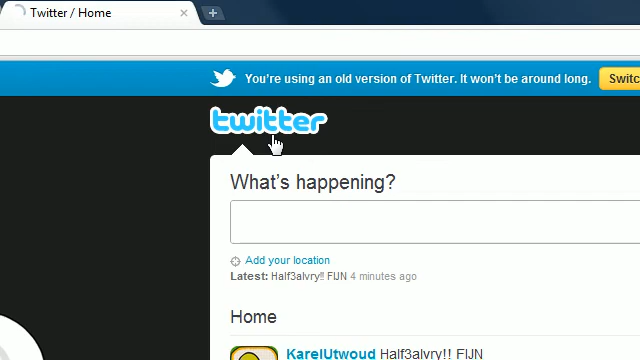 Twitter / Home
You're using an old version of Twitter. It won't be around long. Switc
twitter
What's happening?
Add your location
Latest: Half3alvry!! FIJN 4 minutes ago
Home
KarelUtwoud Half3alvry!! FIJN